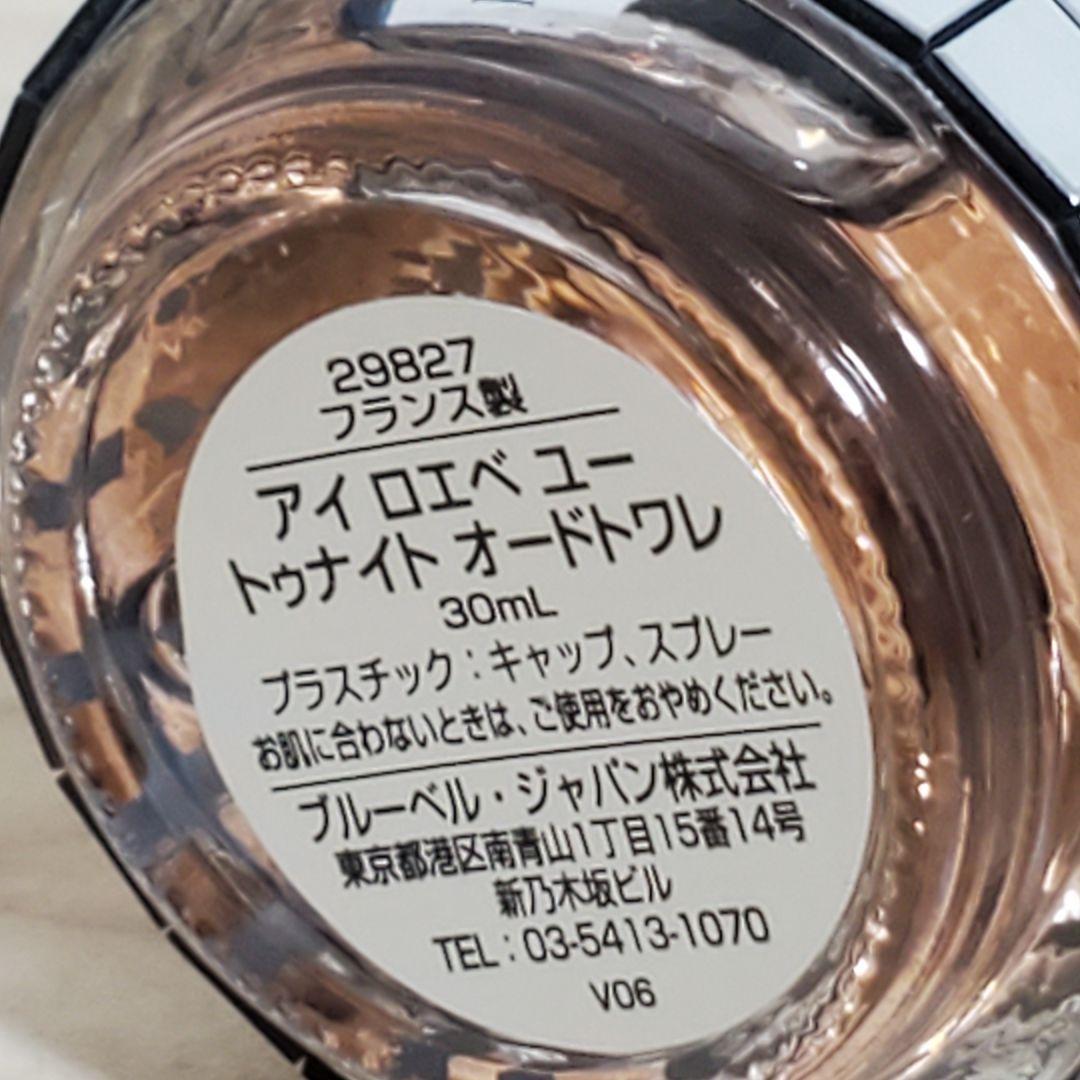 29827
フランス製
アイ ロエベ ユー
トゥナイト オードトワレ
30mL
プラスチック：キャップ、スプレー
お肌に合わないときは、ご使用をおやめください。
ブルーベル・ジャパン株式会社
東京都港区南青山1丁目15番14号
新乃木坂ビル
TEL：03-5413-1070
V06